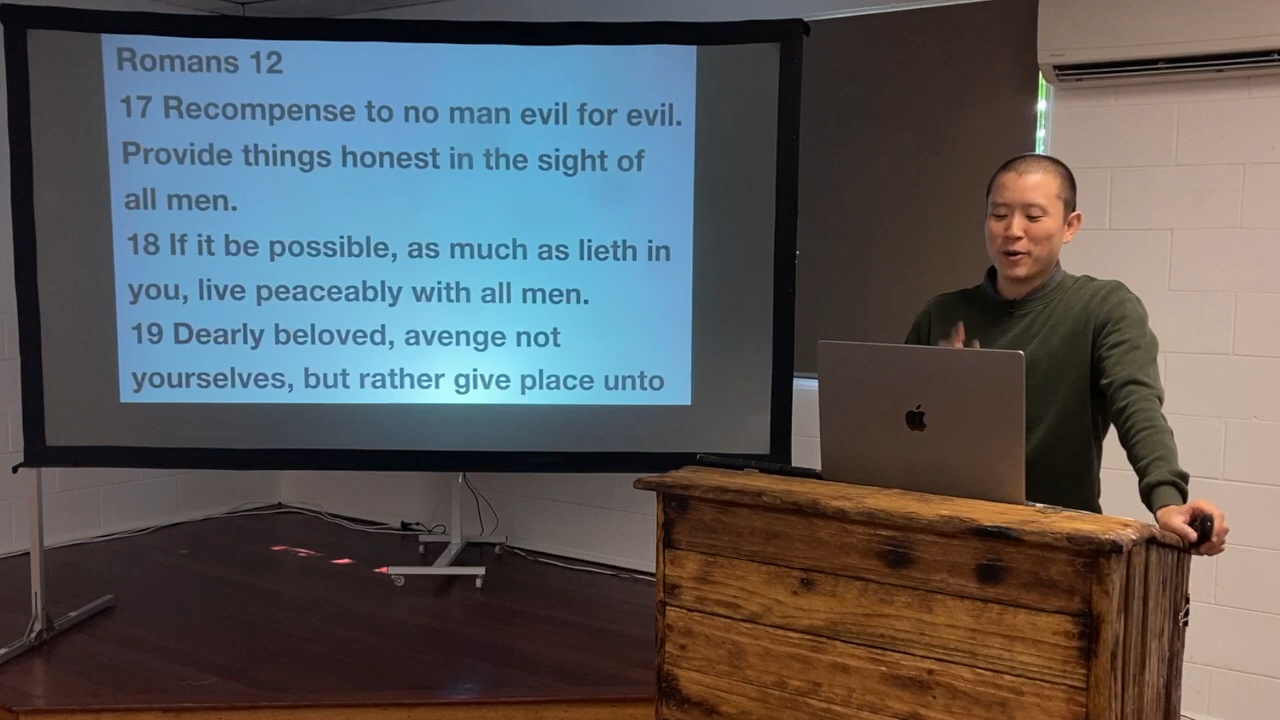 Romans 12
17 Recompense to no man evil for evil.
Provide things honest in the sight of
all men.
18 If it be possible, as much as lieth in
you, live peaceably with all men.
19 Dearly beloved, avenge not
yourselves, but rather give place unto